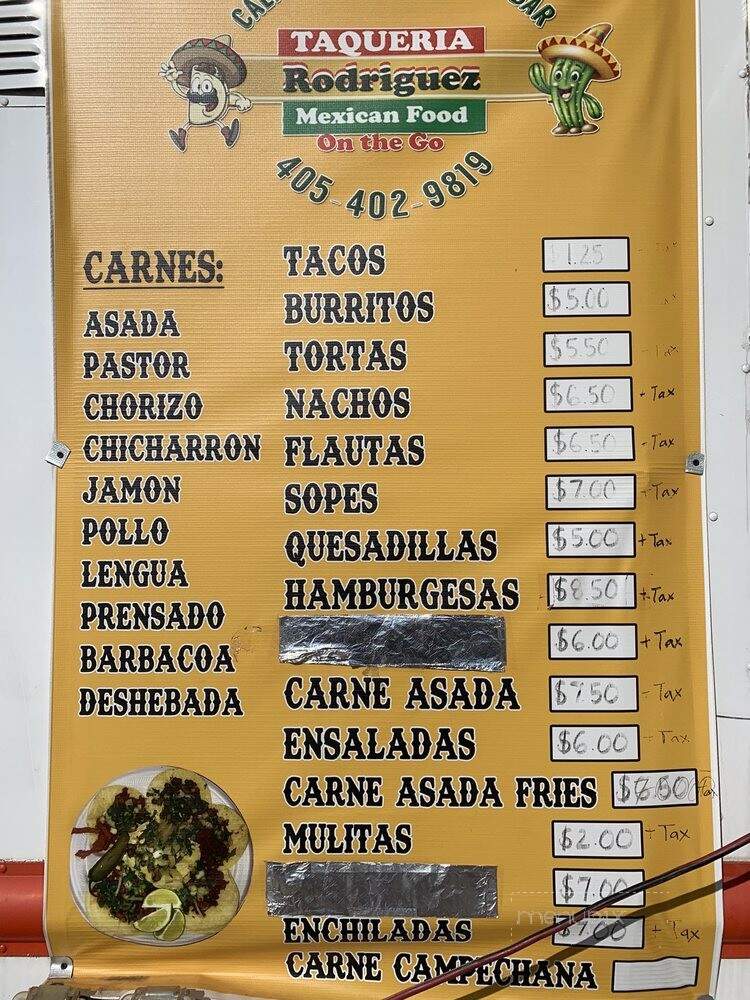 TAQUERIA
Rodriguez
Mexican Food
On the Go
405-402-9819
CARNES:
ASADA
PASTOR
CHORIZO
CHICHARRON
JAMON
POLLO
LENGUA
PRENSADO
BARBACOA
DESHEBADA
TACOS 1.25
BURRITOS $5.00
TORTAS $5.50
NACHOS $6.50 + Tax
FLAUTAS $6.50 - Tax
SOPES $7.00 - Tax
QUESADILLAS $5.00 + Tax
HAMBURGESAS $8.50 + Tax
$6.00 + Tax
CARNE ASADA $7.50 - Tax
ENSALADAS $6.00 - Tax
CARNE ASADA FRIES
MULITAS $2.00 + Tax
$7.00
ENCHILADAS $7.00 + Tax
CARNE CAMPECHANA
menupix